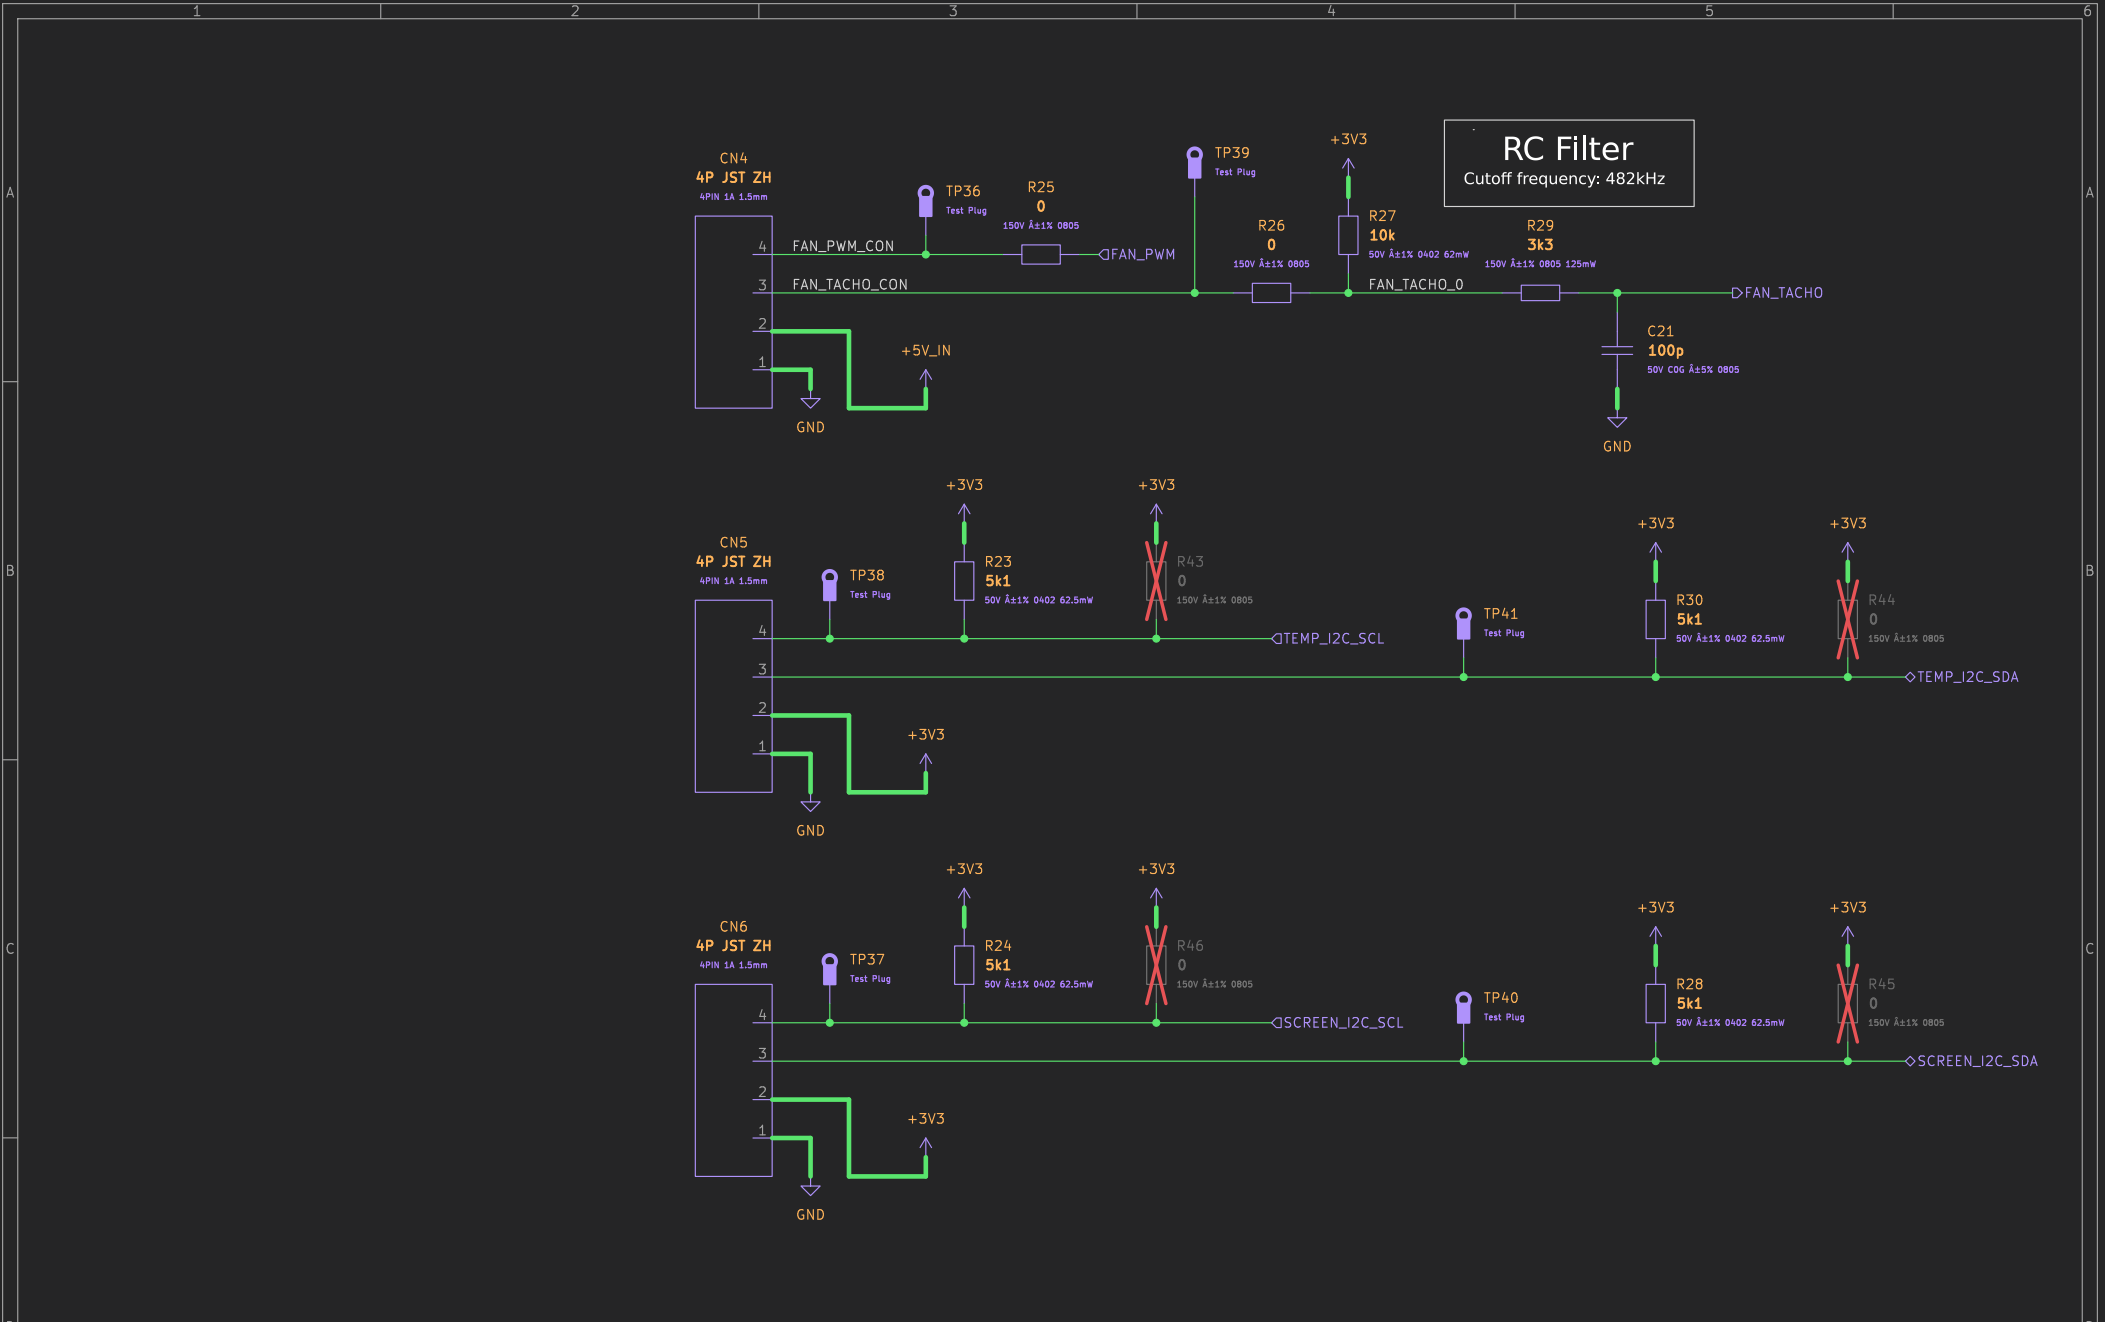 1 2 3 4 5 6
A A
B B
C C
RC Filter
Cutoff frequency: 482kHz
CN4
4P JST ZH
4PIN 1A 1.5mm
4
3
2
1
FAN_PWM_CON
FAN_TACHO_CON
TP36
Test Plug
R25
0
150V Â±1% 0805
FAN_PWM
TP39
Test Plug
R26
0
150V Â±1% 0805
+3V3
R27
10k
50V Â±1% 0402 62mW
FAN_TACHO_0
R29
3k3
150V Â±1% 0805 125mW
FAN_TACHO
C21
100p
50V C0G Â±5% 0805
GND
+5V_IN
GND
CN5
4P JST ZH
4PIN 1A 1.5mm
4
3
2
1
TP38
Test Plug
+3V3
R23
5k1
50V Â±1% 0402 62.5mW
+3V3
R43
0
150V Â±1% 0805
TEMP_I2C_SCL
TP41
Test Plug
+3V3
R30
5k1
50V Â±1% 0402 62.5mW
+3V3
R44
0
150V Â±1% 0805
TEMP_I2C_SDA
+3V3
GND
CN6
4P JST ZH
4PIN 1A 1.5mm
4
3
2
1
TP37
Test Plug
+3V3
R24
5k1
50V Â±1% 0402 62.5mW
+3V3
R46
0
150V Â±1% 0805
SCREEN_I2C_SCL
TP40
Test Plug
+3V3
R28
5k1
50V Â±1% 0402 62.5mW
+3V3
R45
0
150V Â±1% 0805
SCREEN_I2C_SDA
+3V3
GND